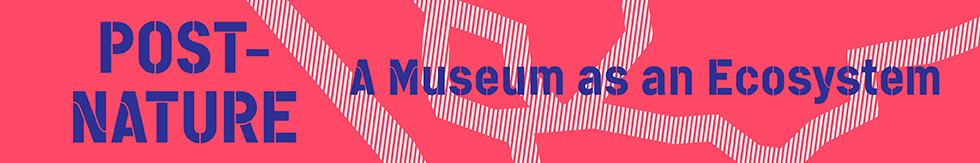 POST-
NATURE
A Museum as an Ecosystem